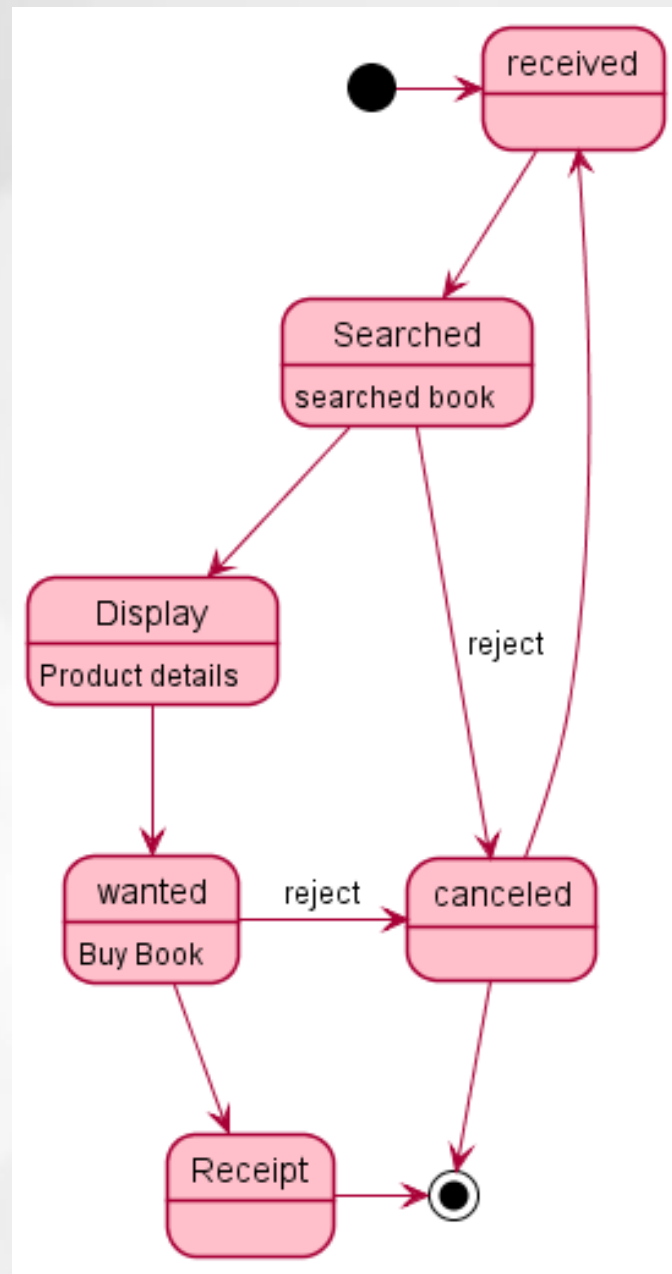 received
Searched
searched book
Display
Product details
reject
wanted
Buy Book
reject
canceled
Receipt